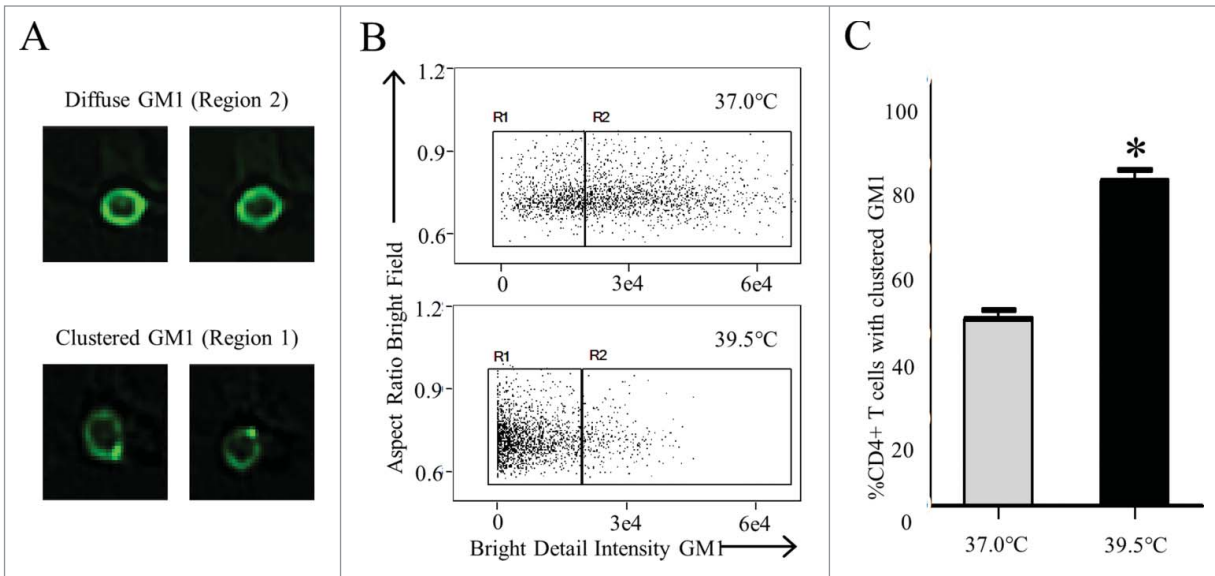 A
Diffuse GM1 (Region 2)
Clustered GM1 (Region 1)
B
Aspect Ratio Bright Field
1.2
0.9
0.6
37.0°C
R1
R2
0
3e4
6e4
1.2
0.9
0.6
39.5°C
R1
R2
0
3e4
6e4
Bright Detail Intensity GM1
C
%CD4+ T cells with clustered GM1
100
80
60
40
20
0
*
37.0°C
39.5°C